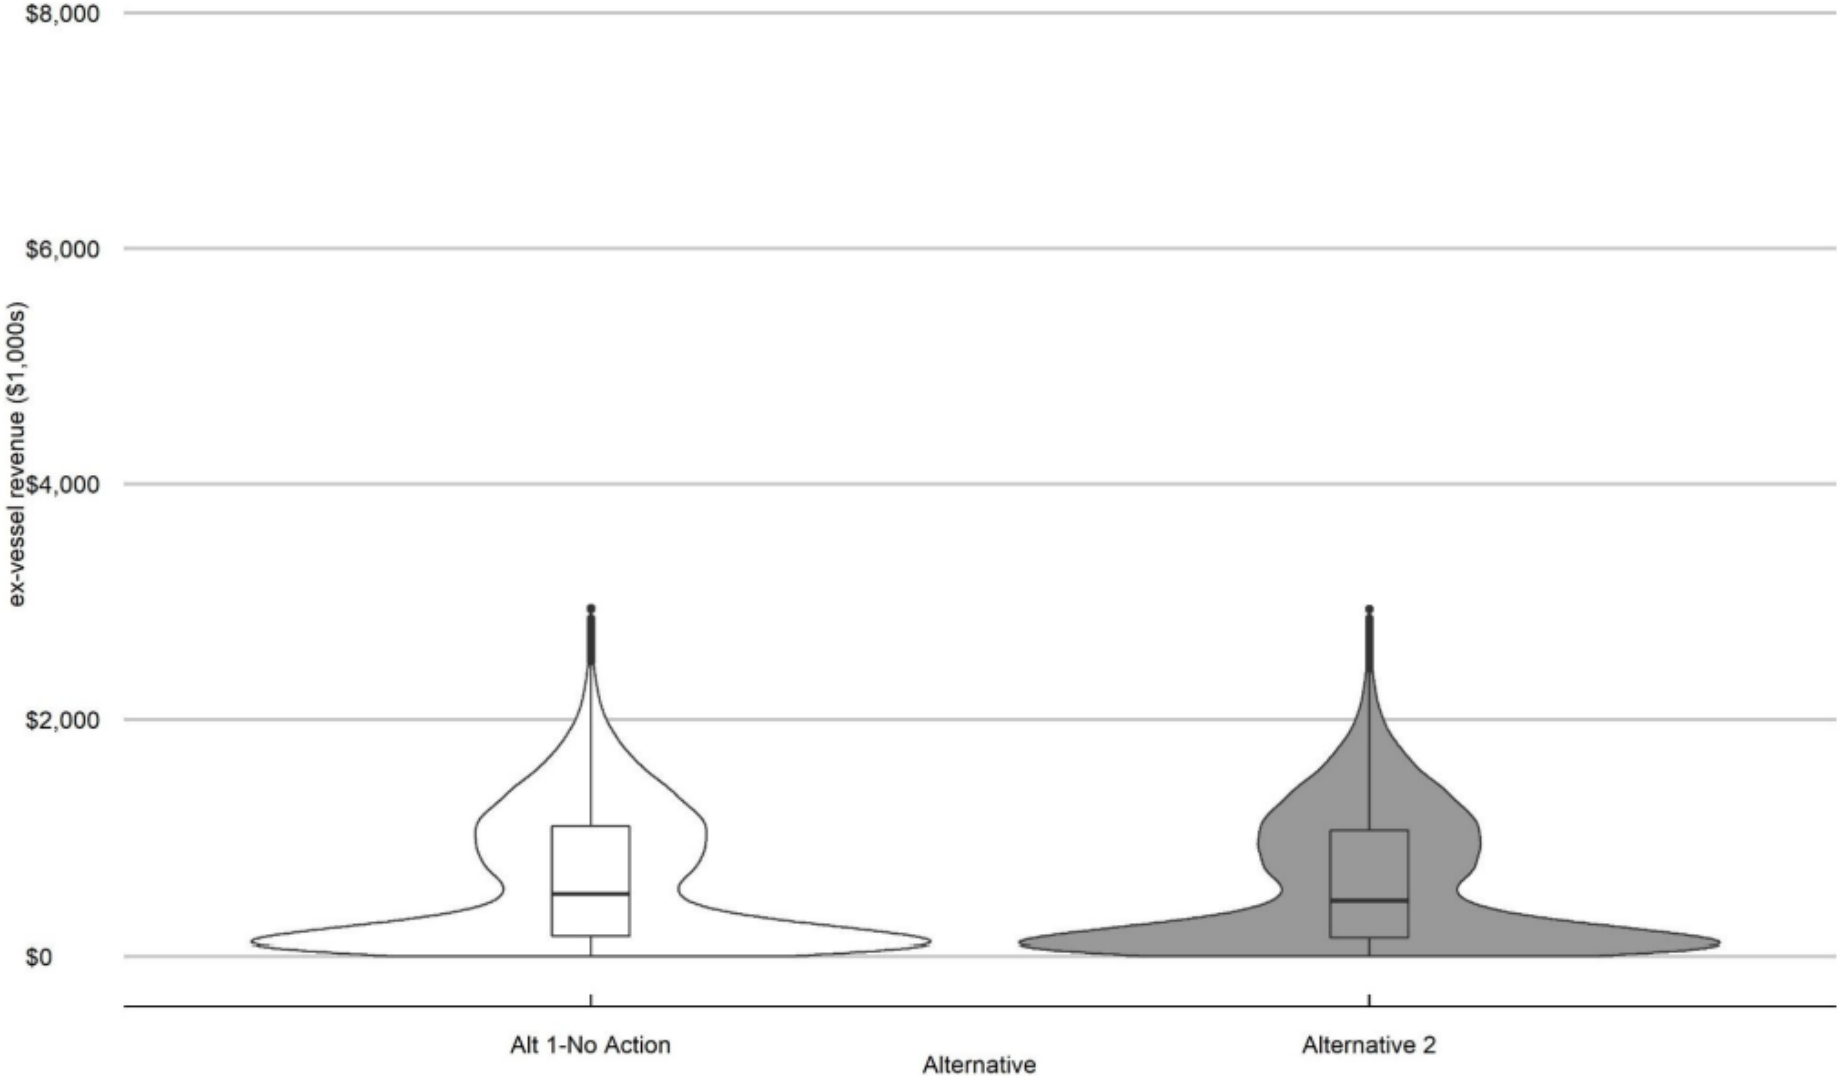 $8,000
$6,000
$4,000
$2,000
$0
ex-vessel revenue ($1,000s)
Alt 1-No Action
Alternative 2
Alternative